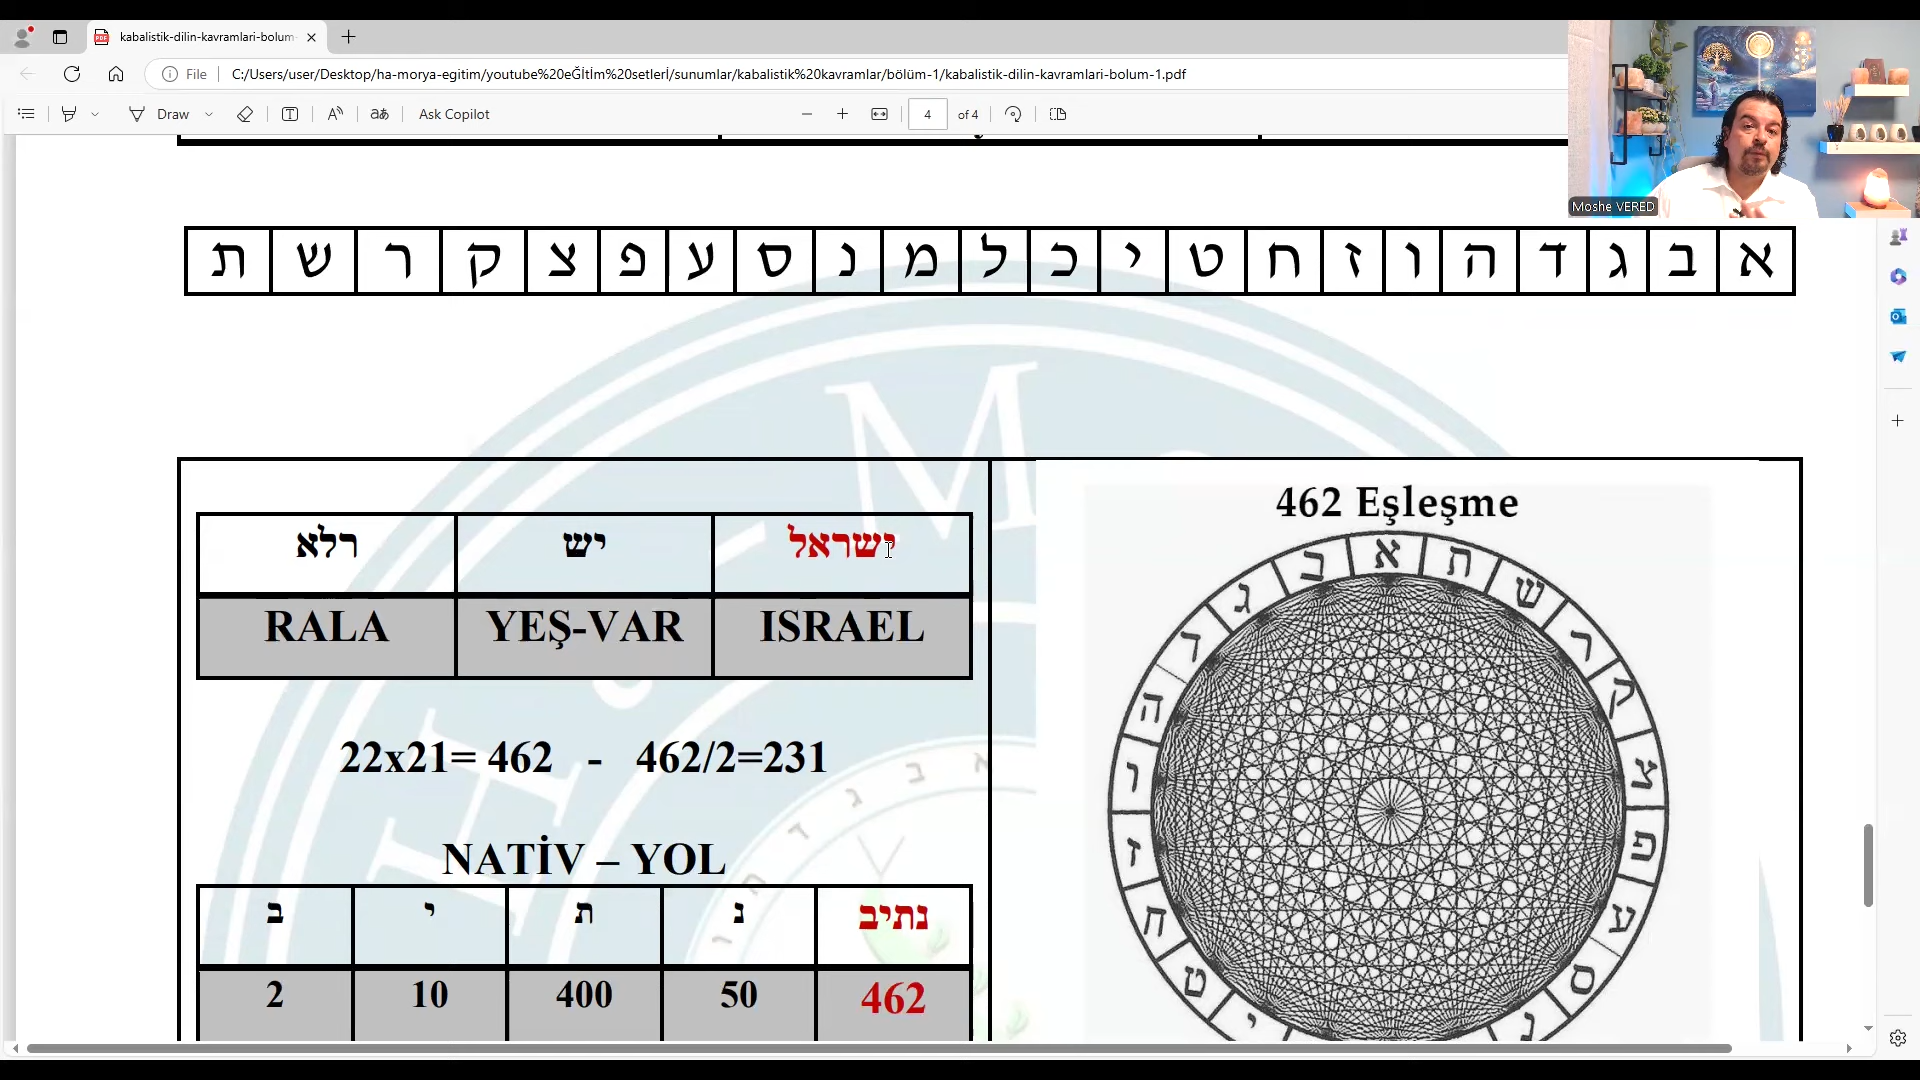 kabalistik-dilin-kavramlari-bolum-
File
C:/Users/user/Desktop/ha-morya-egitim/youtube%20eĞİtİm%20setlerİ/sunumlar/kabalistik%20kavramlar/bölüm-1/kabalistik-dilin-kavramlari-bolum-1.pdf
Draw
Ask Copilot
4 of 4
Moshe VERED
א ב ג ד ה ו ז ח ט י כ ל מ נ ס ע פ צ ק ר ש ת
ישראל יש רלא
RALA YEŞ-VAR ISRAEL
22x21= 462 - 462/2=231
NATİV – YOL
נתיב נ ת י ב
2 10 400 50 462
462 Eşleşme
א ב ג ד ה ו ז ח ט י נ ס ע פ צ ק ר ש ת